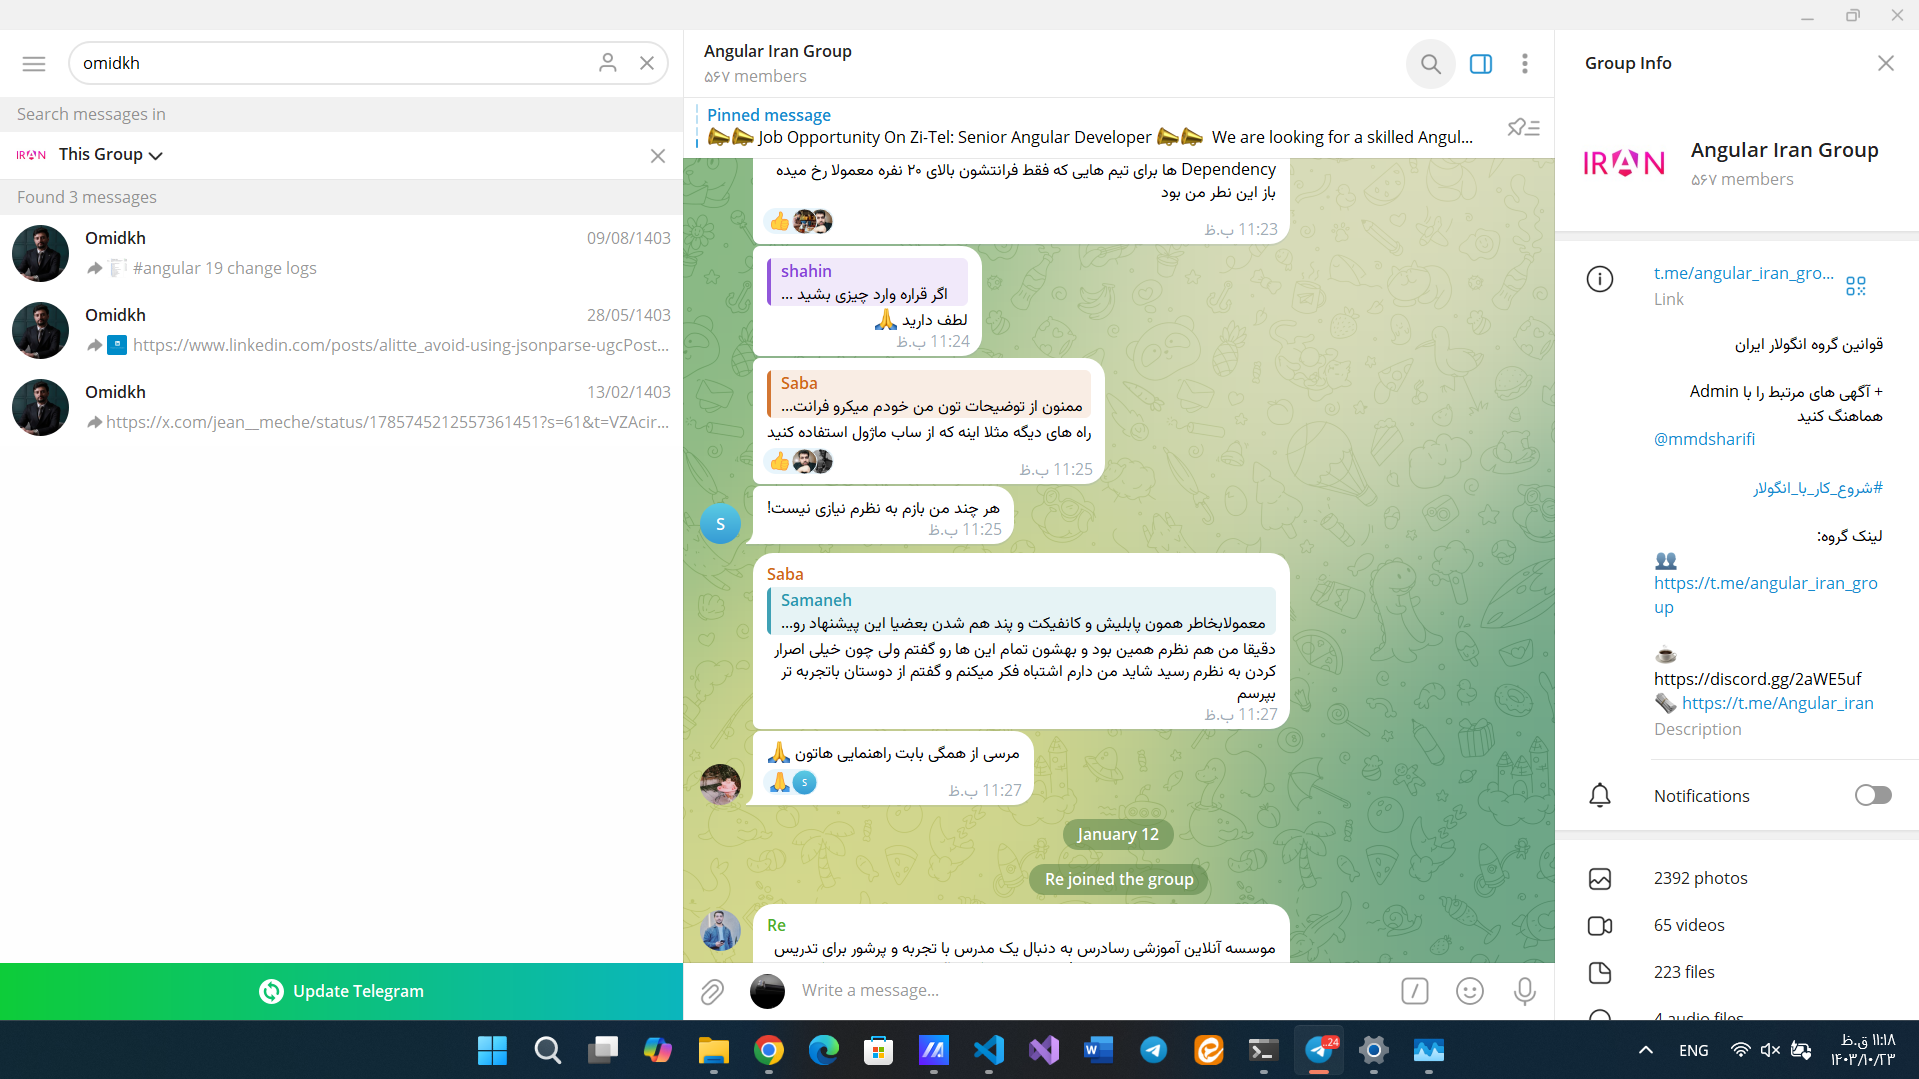 omidkh
Search messages in
IRAN This Group
Found 3 messages
Omidkh 09/08/1403
#angular 19 change logs
Omidkh 28/05/1403
https://www.linkedin.com/posts/alitte_avoid-using-jsonparse-ugcPost...
Omidkh 13/02/1403
https://x.com/jean__meche/status/1785745212557361451?s=61&t=VZAcir...
Update Telegram
Angular Iran Group
۵۶۷ members
Pinned message
📣📣 Job Opportunity On Zi-Tel: Senior Angular Developer 📣📣 We are looking for a skilled Angul...
Dependency ها برای تیم هایی که فقط فرانتشون بالای ۲۰ نفره معمولا رخ میده
باز این نطر من بود
👍 11:23 ب.ظ
shahin
اگر قراره وارد چیزی بشید ...
لطف دارید 🙏
11:24 ب.ظ
Saba
ممنون از توضیحات تون من خودم میکرو فرانت...
راه های دیگه مثلا اینه که از ساب ماژول استفاده کنید
👍 11:25 ب.ظ
هر چند من بازم به نظرم نیازی نیست!
S 11:25 ب.ظ
Saba
Samaneh
معمولابخاطر همون پابلیش و کانفیکت و پند هم شدن بعضیا این پیشنهاد رو...
دقیقا من هم نظرم همین بود و بهشون تمام این ها رو گفتم ولی چون خیلی اصرار
کردن به نظرم رسید شاید من دارم اشتباه فکر میکنم و گفتم از دوستان باتجربه تر
بپرسم
11:27 ب.ظ
مرسی از همگی بابت راهنمایی هاتون 🙏
🙏 S 11:27 ب.ظ
January 12
Re joined the group
Re
موسسه آنلاین آموزشی رسادرس به دنبال یک مدرس با تجربه و پرشور برای تدریس
Write a message...
Group Info
IRAN
Angular Iran Group
۵۶۷ members
t.me/angular_iran_gro...
Link
قوانین گروه انگولار ایران
+ آگهی های مرتبط را با Admin
هماهنگ کنید
@mmdsharifi
#شروع_کار_با_انگولار
لینک گروه:
👥
https://t.me/angular_iran_gro
up
☕
https://discord.gg/2aWE5uf
🗞 https://t.me/Angular_iran
Description
Notifications
2392 photos
65 videos
223 files
4 audio files
..24
ENG
۱۱:۱۸ ق.ظ
۱۴۰۳/۱۰/۲۳